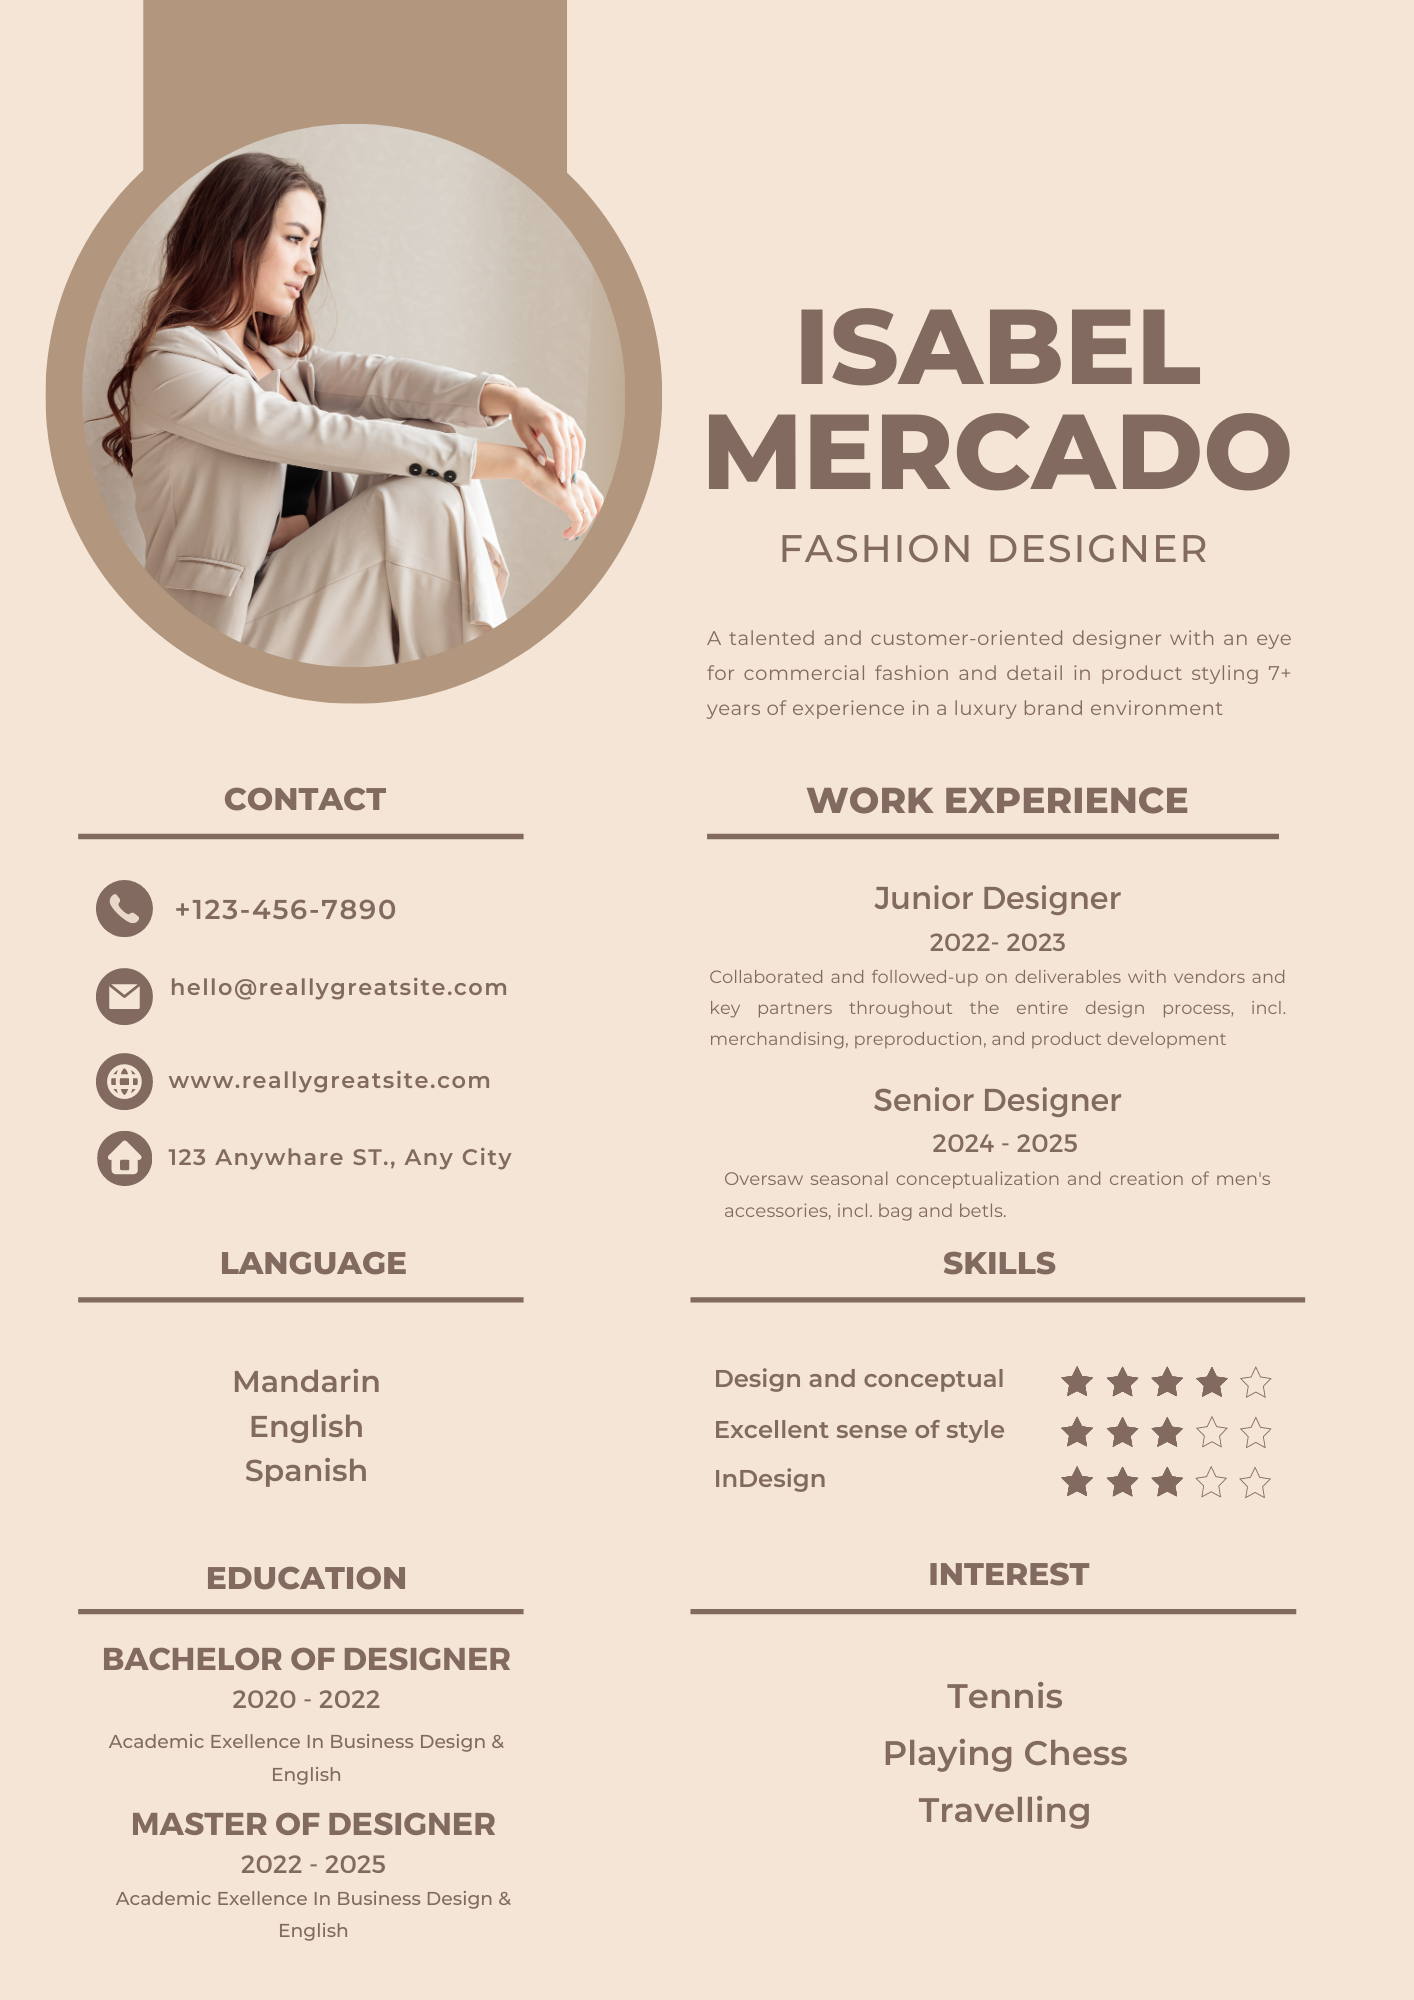 ISABEL
MERCADO
FASHION DESIGNER
A talented and customer-oriented designer with an eye
for commercial fashion and detail in product styling 7+
years of experience in a luxury brand environment
CONTACT
+123-456-7890
hello@reallygreatsite.com
www.reallygreatsite.com
123 Anywhare ST., Any City
LANGUAGE
Mandarin
English
Spanish
EDUCATION
BACHELOR OF DESIGNER
2020 - 2022
Academic Exellence In Business Design &
English
MASTER OF DESIGNER
2022 - 2025
Academic Exellence In Business Design &
English
WORK EXPERIENCE
Junior Designer
2022- 2023
Collaborated and followed-up on deliverables with vendors and
key partners throughout the entire design process, incl.
merchandising, preproduction, and product development
Senior Designer
2024 - 2025
Oversaw seasonal conceptualization and creation of men's
accessories, incl. bag and betls.
SKILLS
Design and conceptual
Excellent sense of style
InDesign
INTEREST
Tennis
Playing Chess
Travelling